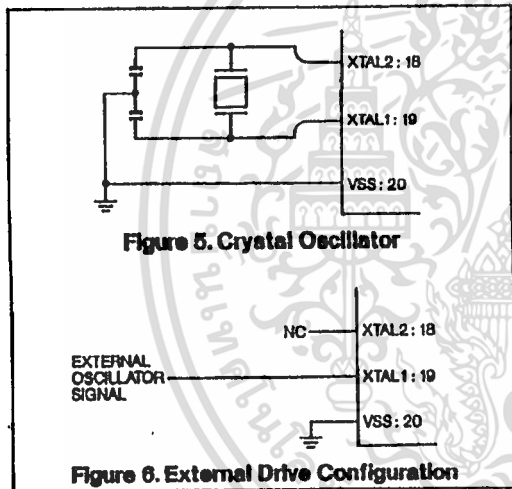 XTAL2: 18
XTAL1: 19
VSS: 20
Figure 5. Crystal Oscillator
NC
XTAL2: 18
EXTERNAL
OSCILLATOR
SIGNAL
XTAL1: 19
VSS: 20
Figure 6. External Drive Configuration